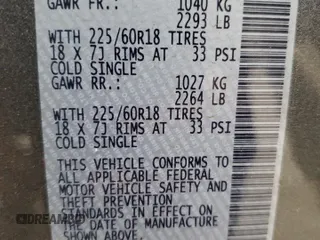 GAWR FR.: 1040 KG
2293 LB
WITH 225/60R18 TIRES
18 X 7J RIMS AT 33 PSI
COLD SINGLE
GAWR RR.: 1027 KG
2264 LB
WITH 225/60R18 TIRES
18 X 7J RIMS AT 33 PSI
COLD SINGLE
THIS VEHICLE CONFORMS TO
ALL APPLICABLE FEDERAL
MOTOR VEHICLE SAFETY AND
THEFT PREVENTION
STANDARDS IN EFFECT ON
THE DATE OF MANUFACTURE
SHOWN ABOVE.